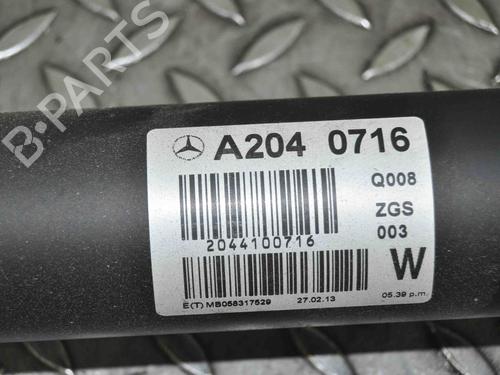 B-PARTS
A204 0716
Q008
ZGS
003
2044100716
W
E(T) MB058317529 27.02.13 05.39 p.m.